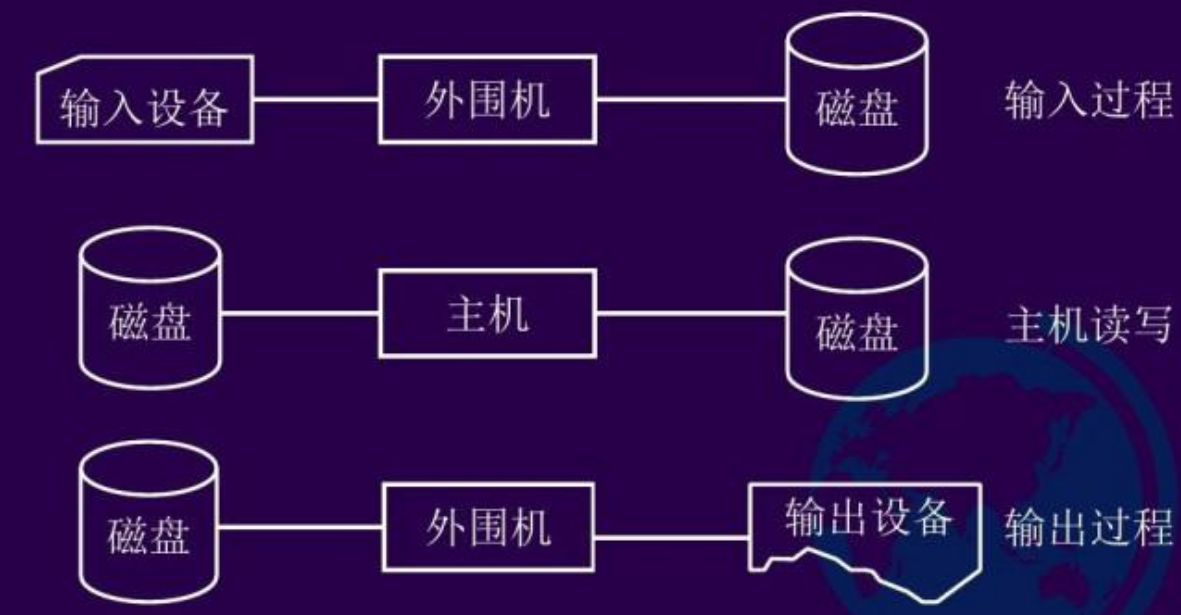 输入设备 外围机 磁盘 输入过程
磁盘 主机 磁盘 主机读写
磁盘 外围机 输出设备 输出过程